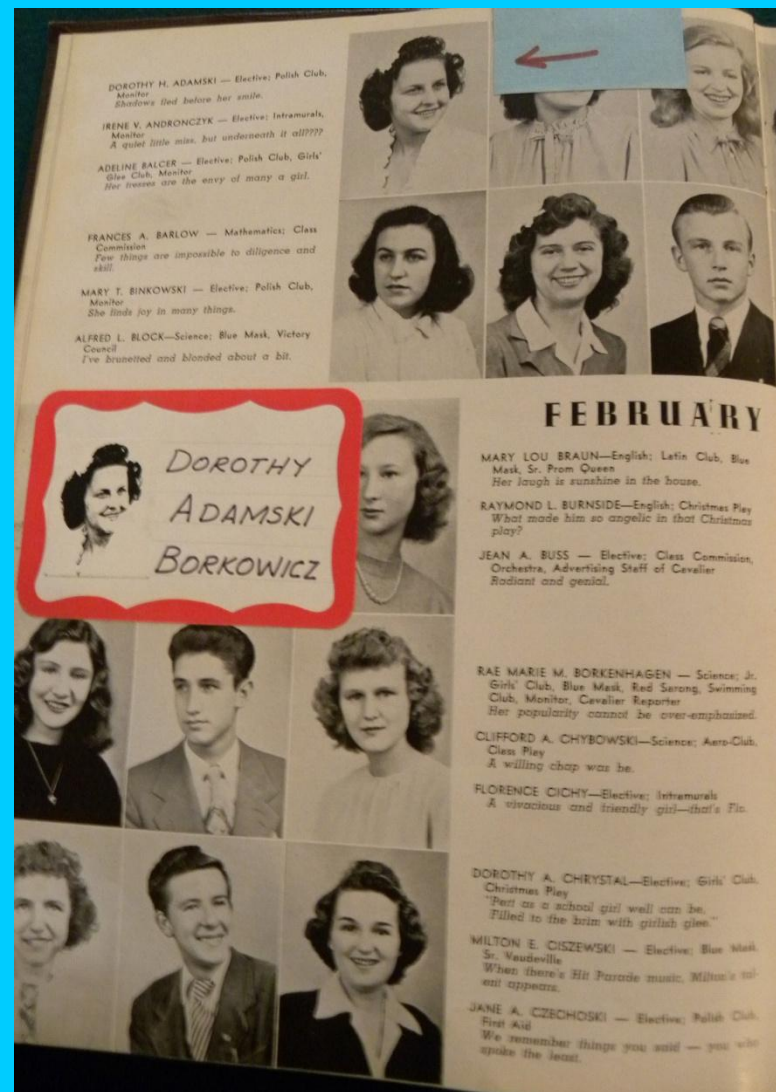 DOROTHY H. ADAMSKI — Elective; Polish Club,
Monitor
Shadows fled before her smile.
IRENE V. ANDRONCZYK — Elective; Intramurals,
Monitor
A quiet little miss, but underneath it all????
ADELINE BALCER — Elective; Polish Club, Girls'
Glee Club, Monitor
Her tresses are the envy of many a girl.
FRANCES A. BARLOW — Mathematics; Class
Commission
Few things are impossible to diligence and
skill.
MARY T. BINKOWSKI — Elective; Polish Club,
Monitor
She finds joy in many things.
ALFRED L. BLOCK—Science; Blue Mask, Victory
Council
I've brunetted and blonded about a bit.
DOROTHY
ADAMSKI
BORKOWICZ
FEBRUARY
MARY LOU BRAUN—English; Latin Club, Blue
Mask, Sr. Prom Queen
Her laugh is sunshine in the house.
RAYMOND L. BURNSIDE—English; Christmas Play
What made him so angelic in that Christmas
play?
JEAN A. BUSS — Elective; Class Commission,
Orchestra, Advertising Staff of Cavalier
Radiant and genial.
RAE MARIE M. BORKENHAGEN — Science; Jr.
Girls' Club, Blue Mask, Red Sarong, Swimming
Club, Monitor, Cavalier Reporter
Her popularity cannot be over-emphasized.
CLIFFORD A. CHYBOWSKI—Science; Aero-Club,
Class Play
A willing chap was he.
FLORENCE CICHY—Elective; Intramurals
A vivacious and friendly girl—that's Flo.
DOROTHY A. CHRYSTAL—Elective; Girls' Club,
Christmas Play
"Pert as a school girl well can be,
Filled to the brim with girlish glee."
MILTON E. CISZEWSKI — Elective; Blue Mask,
Sr. Vaudeville
When there's Hit Parade music, Milton's tal-
ent appears.
JANE A. CZECHOSKI — Elective; Polish Club,
First Aid
We remember things you said — you who
spoke the least.